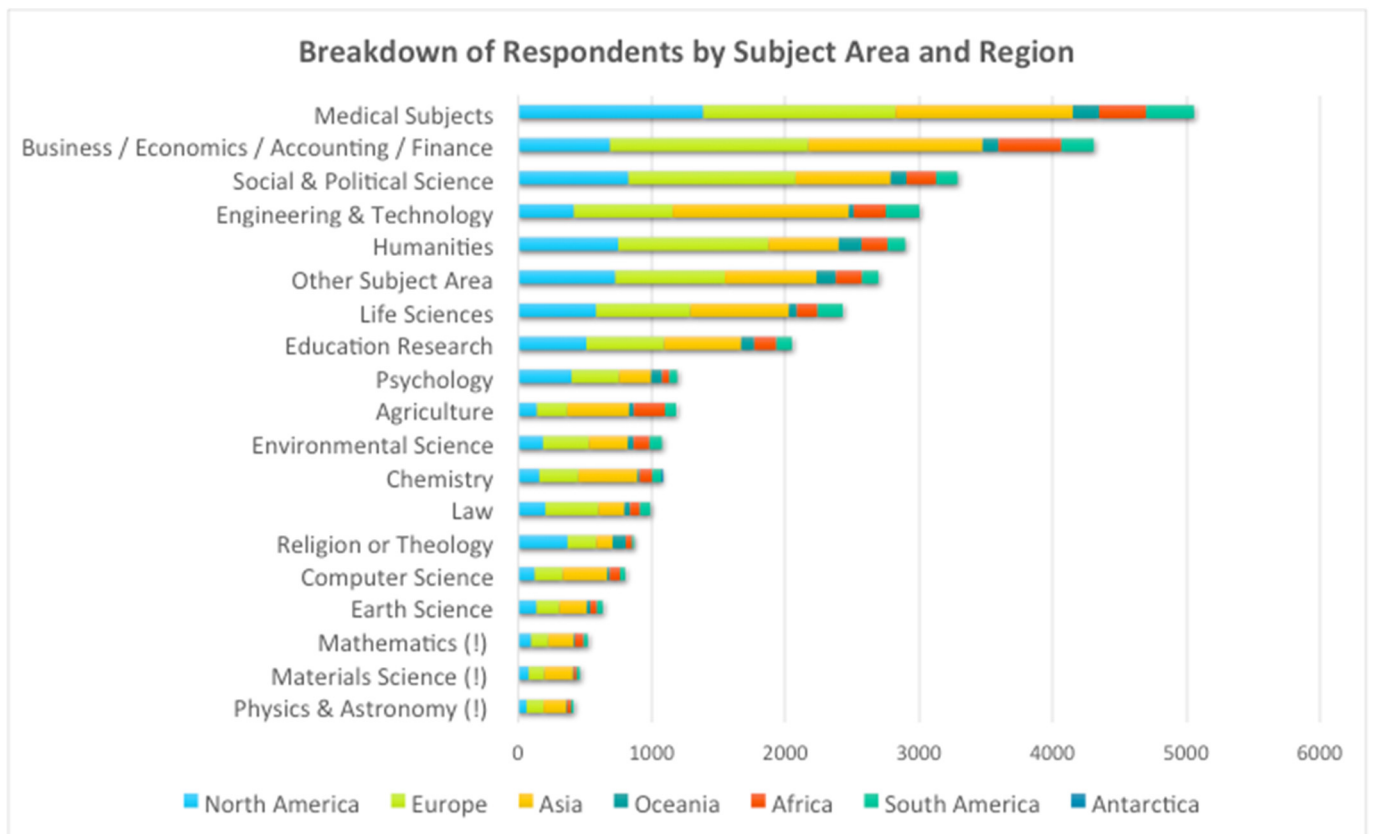 Breakdown of Respondents by Subject Area and Region
Medical Subjects
Business / Economics / Accounting / Finance
Social & Political Science
Engineering & Technology
Humanities
Other Subject Area
Life Sciences
Education Research
Psychology
Agriculture
Environmental Science
Chemistry
Law
Religion or Theology
Computer Science
Earth Science
Mathematics (!)
Materials Science (!)
Physics & Astronomy (!)
0 1000 2000 3000 4000 5000 6000
North America Europe Asia Oceania Africa South America Antarctica